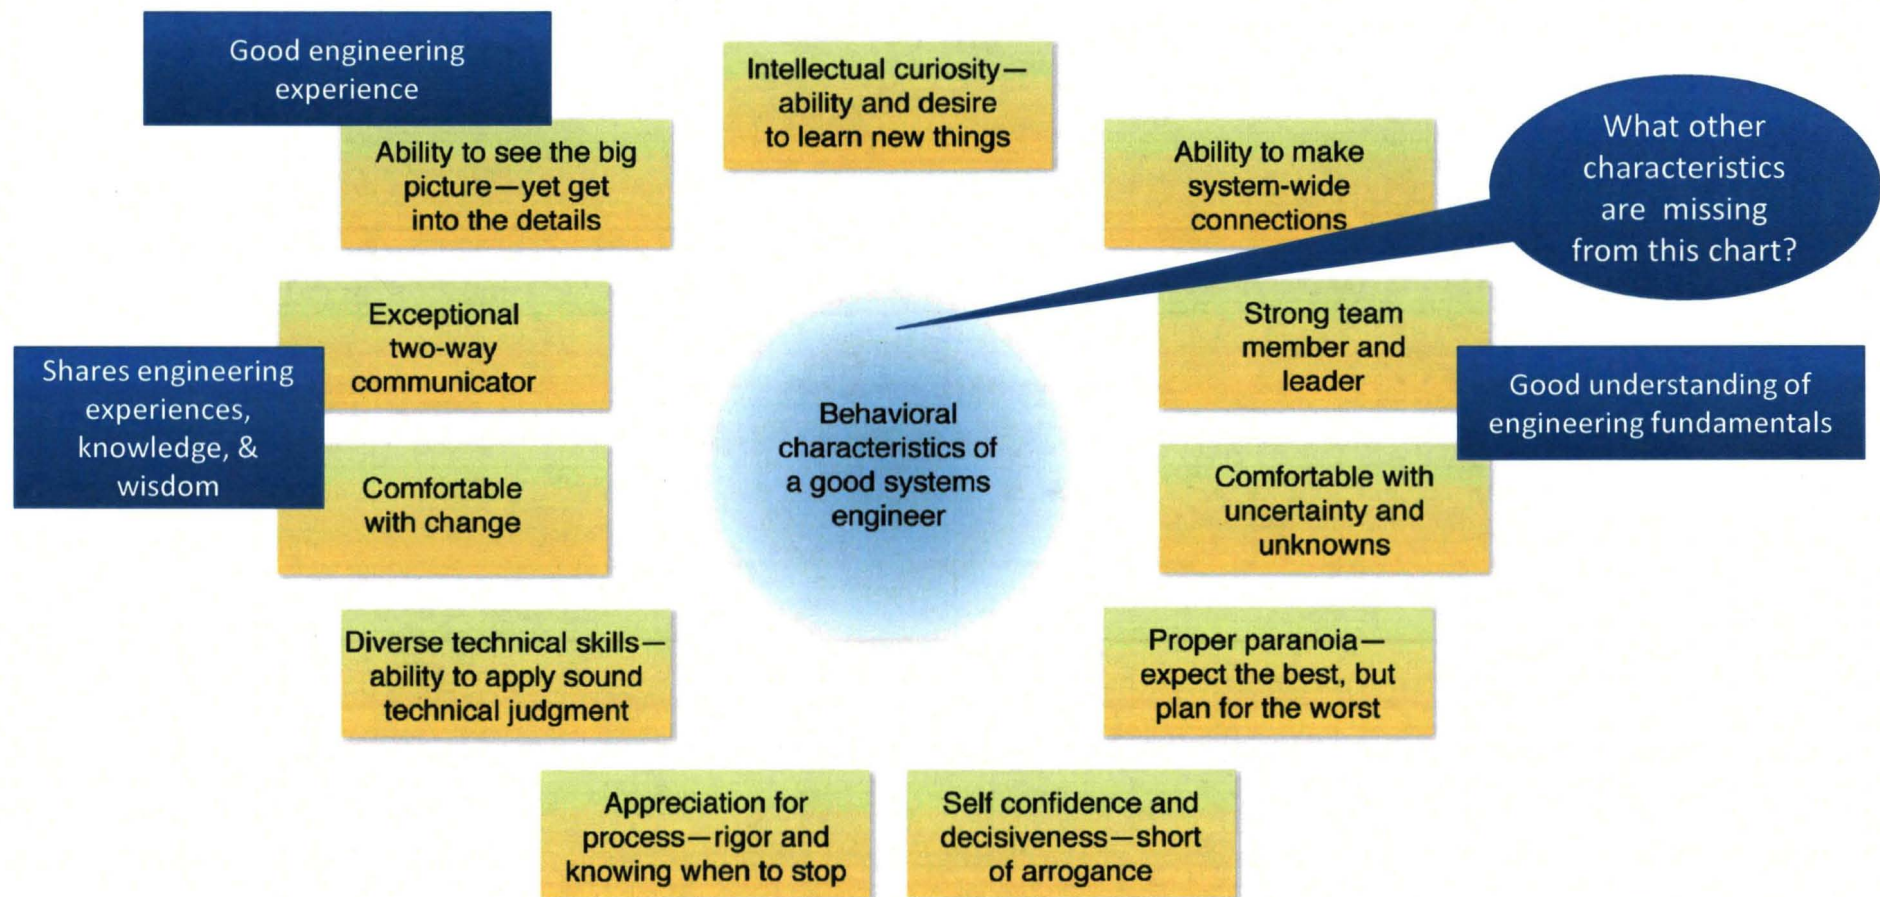 Good engineering
experience
Intellectual curiosity—
ability and desire
to learn new things
What other
characteristics
are missing
from this chart?
Ability to see the big
picture—yet get
into the details
Ability to make
system-wide
connections
Exceptional
two-way
communicator
Strong team
member and
leader
Shares engineering
experiences,
knowledge, &
wisdom
Good understanding of
engineering fundamentals
Behavioral
characteristics of
a good systems
engineer
Comfortable
with change
Comfortable with
uncertainty and
unknowns
Diverse technical skills—
ability to apply sound
technical judgment
Proper paranoia—
expect the best, but
plan for the worst
Appreciation for
process—rigor and
knowing when to stop
Self confidence and
decisiveness—short
of arrogance